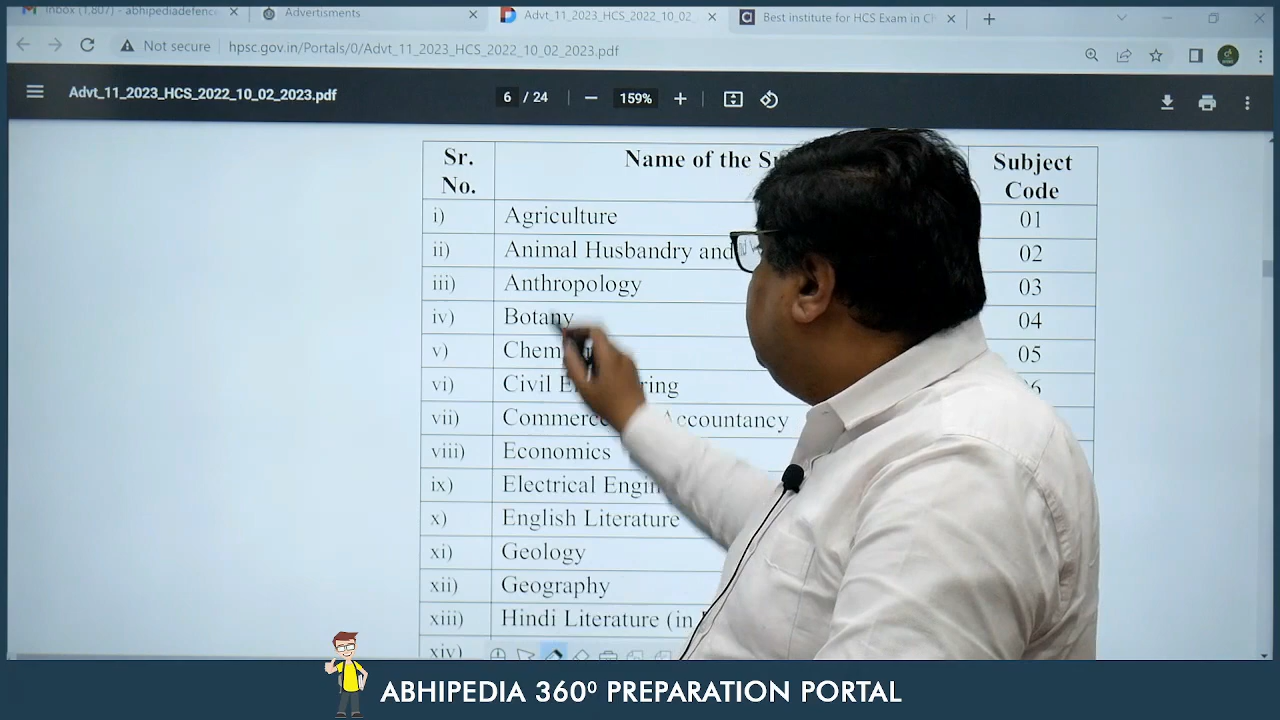 Inbox (1,807) - abhipediadefence
Advertisments
Advt_11_2023_HCS_2022_10_02_
Best institute for HCS Exam in C
Not secure
hpsc.gov.in/Portals/0/Advt_11_2023_HCS_2022_10_02_2023.pdf
Advt_11_2023_HCS_2022_10_02_2023.pdf
6 / 24
159%
Sr. No. Name of the Subject Code
i) Agriculture 01
ii) Animal Husbandry and 02
iii) Anthropology 03
iv) Botany 04
v) Chem 05
vi) Civil E ring 06
vii) Commerce Accountancy
viii) Economics
ix) Electrical Engin
x) English Literature
xi) Geology
xii) Geography
xiii) Hindi Literature (in
xiv)
ABHIPEDIA 360⁰ PREPARATION PORTAL